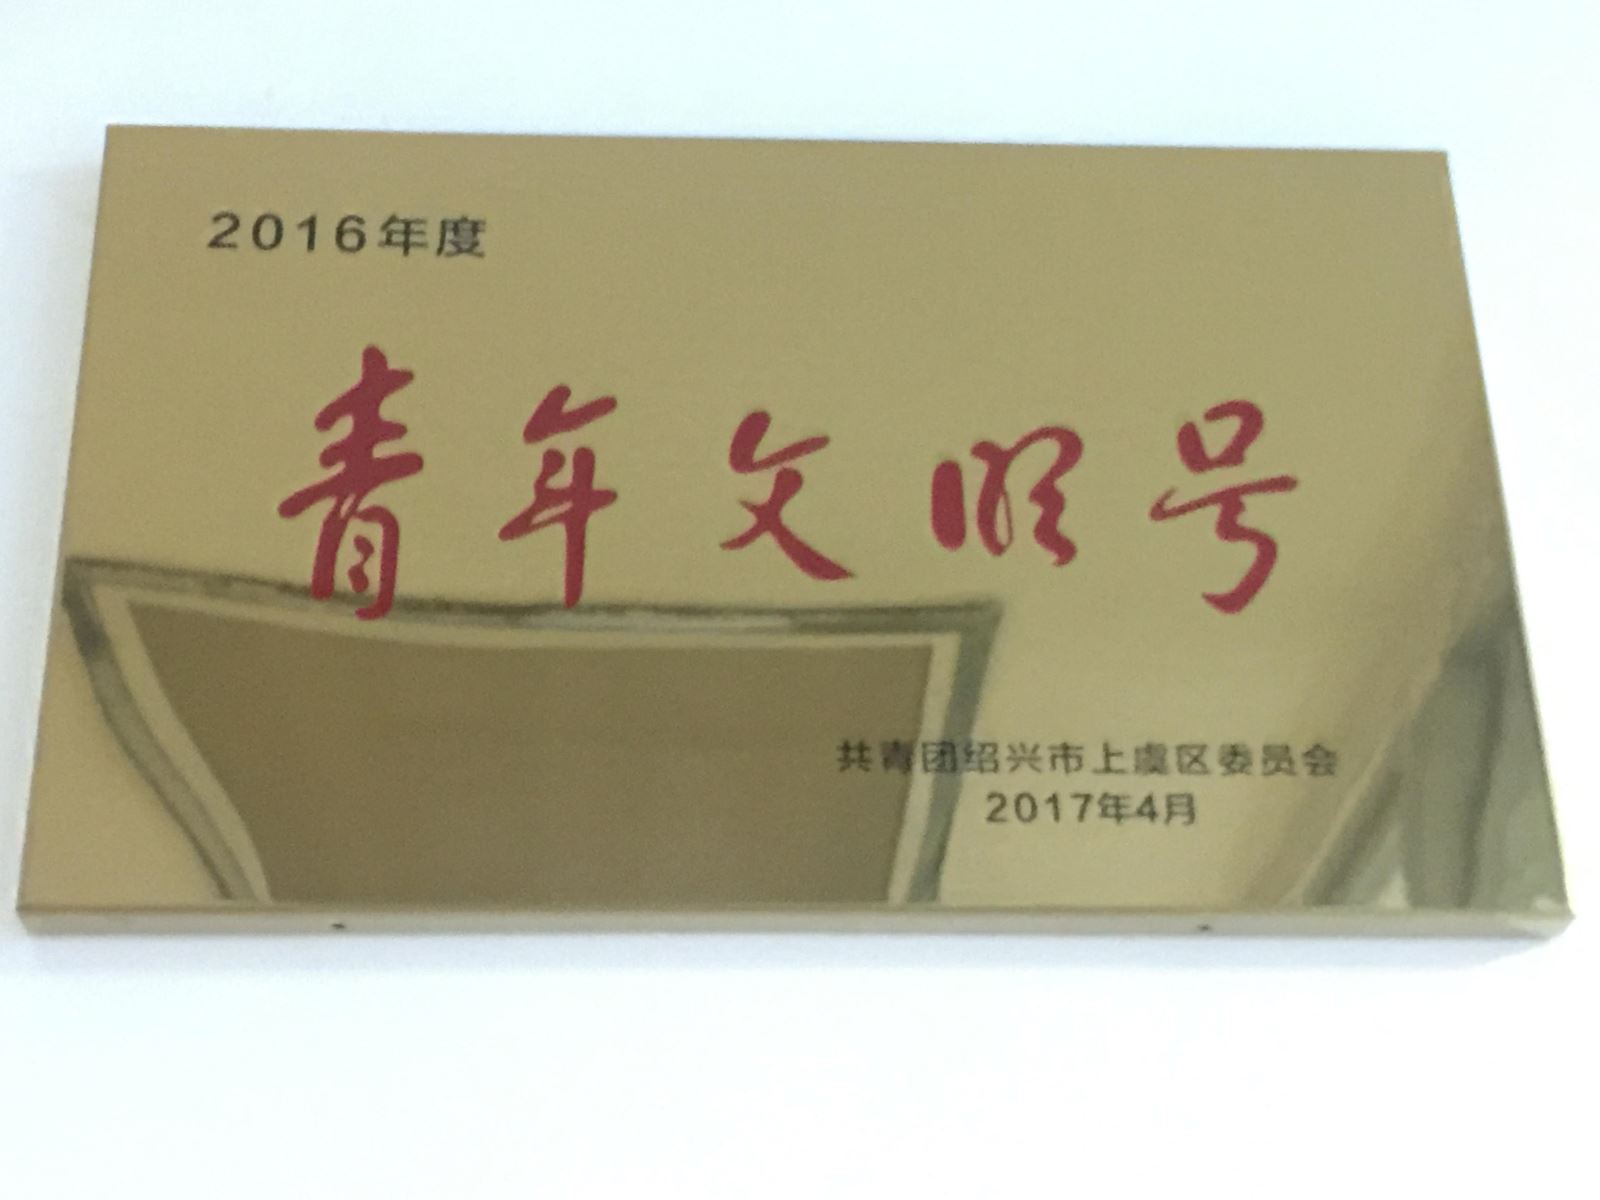 2016年度
青年文明号
共青团绍兴市上虞区委员会
2017年4月